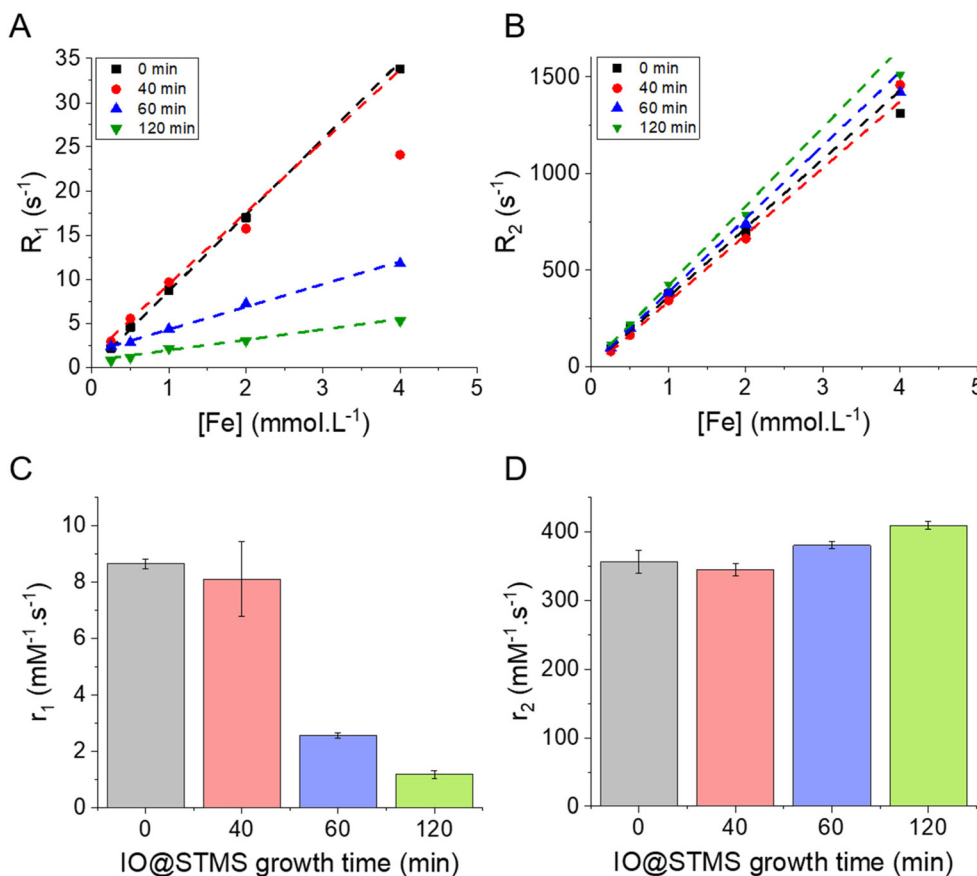 A
0 min
40 min
60 min
120 min
35
30
25
20
15
10
5
0
R1 (s-1)
0 1 2 3 4 5
[Fe] (mmol.L-1)
B
0 min
40 min
60 min
120 min
1500
1000
500
0
R2 (s-1)
0 1 2 3 4 5
[Fe] (mmol.L-1)
C
10
8
6
4
2
0
r1 (mM-1.s-1)
0 40 60 120
IO@STMS growth time (min)
D
400
300
200
100
0
r2 (mM-1.s-1)
0 40 60 120
IO@STMS growth time (min)